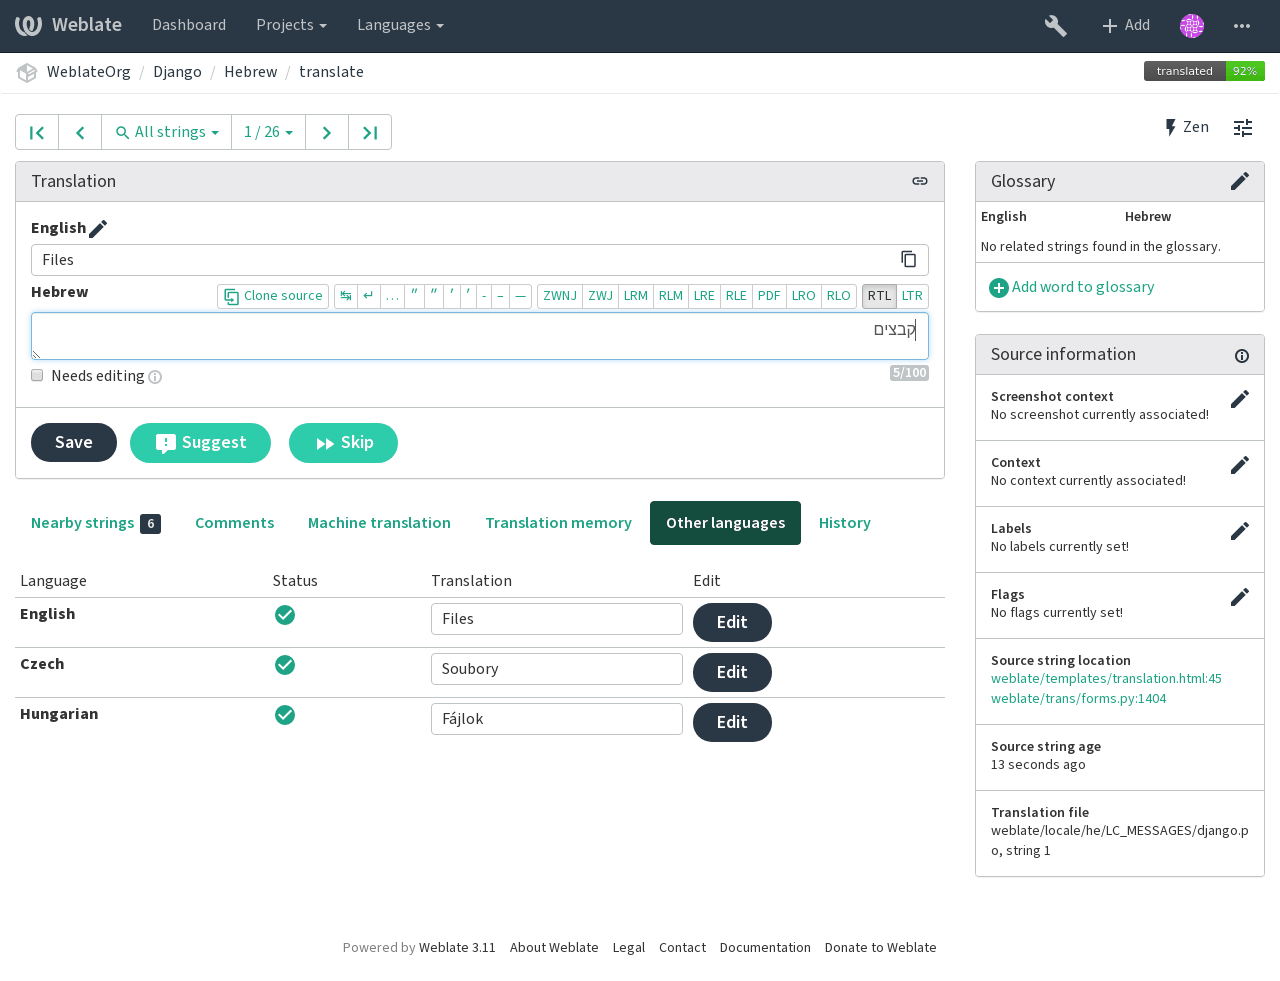 Weblate Dashboard Projects Languages Add
WeblateOrg / Django / Hebrew / translate translated 92%
All strings 1 / 26 Zen
Translation
English
Files
Hebrew Clone source ↹ ↵ … ” ” ’ ’ - – — ZWNJ ZWJ LRM RLM LRE RLE PDF LRO RLO RTL LTR
קבצים
Needs editing 5/100
Save Suggest Skip
Nearby strings 6 Comments Machine translation Translation memory Other languages History
Language Status Translation Edit
English Files Edit
Czech Soubory Edit
Hungarian Fájlok Edit
Glossary
English Hebrew
No related strings found in the glossary.
Add word to glossary
Source information
Screenshot context
No screenshot currently associated!
Context
No context currently associated!
Labels
No labels currently set!
Flags
No flags currently set!
Source string location
weblate/templates/translation.html:45
weblate/trans/forms.py:1404
Source string age
13 seconds ago
Translation file
weblate/locale/he/LC_MESSAGES/django.p
o, string 1
Powered by Weblate 3.11 About Weblate Legal Contact Documentation Donate to Weblate